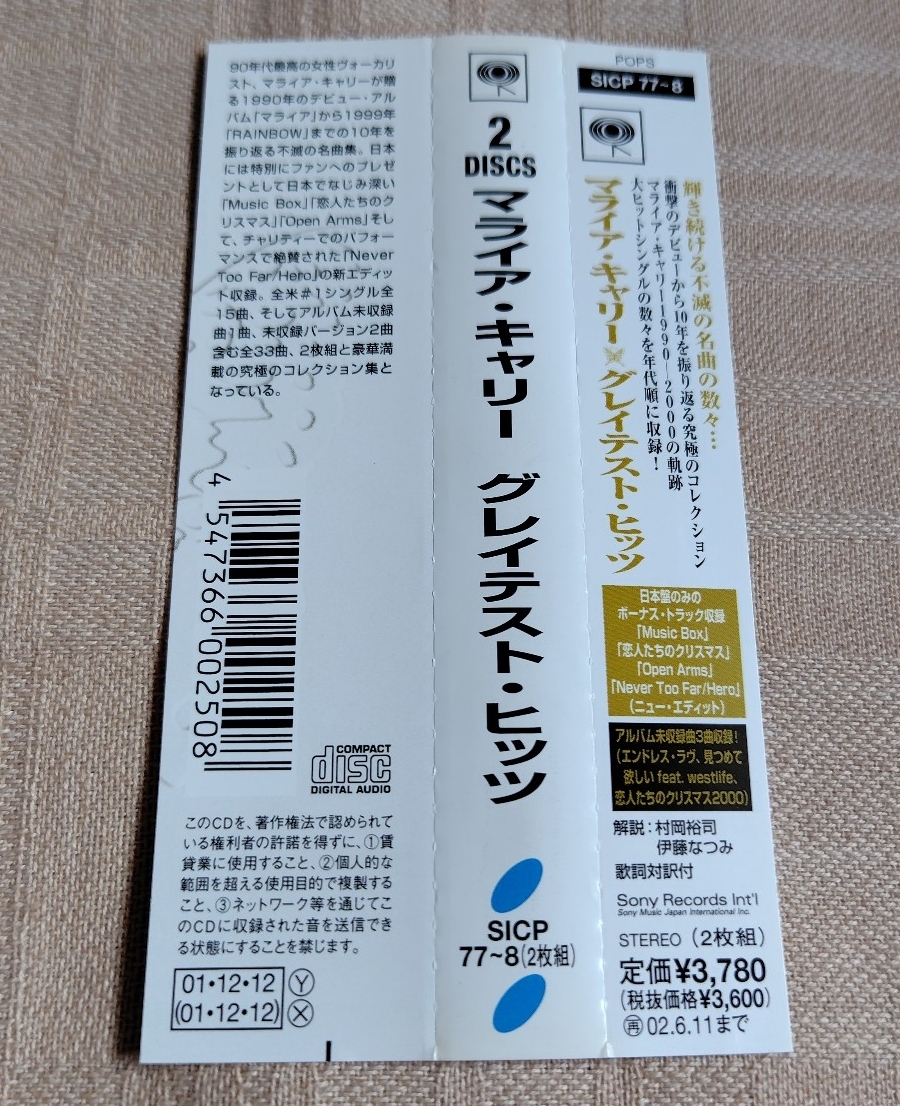 90年代最高の女性ヴォーカリ
スト、マライア・キャリーが贈
る1990年のデビュー・アル
バム「マライア」から1999年
「RAINBOW」までの10年を
振り返る不滅の名曲集。日本
には特別にファンへのプレゼ
ントとして日本でなじみ深い
「Music Box」「恋人たちのク
リスマス」「Open Arms」そし
て、チャリティーでのパフォー
マンスで絶賛された「Never
Too Far/Hero」の新エディッ
ト収録。全米#1シングル全
15曲、そしてアルバム未収録
曲1曲、未収録バージョン2曲
含む全33曲、2枚組と豪華満
載の究極のコレクション集と
なっている。
4 547366 002508
COMPACT
disc
DIGITAL AUDIO
このCDを、著作権法で認められて
いる権利者の許諾を得ずに、①賃
貸業に使用すること、②個人的な
範囲を超える使用目的で複製する
こと、③ネットワーク等を通じてこ
のCDに収録された音を送信でき
る状態にすることを禁じます。
01・12・12 Ⓨ
(01・12・12) Ⓧ
2
DISCS
マライア・キャリー グレイテスト・ヒッツ
SICP
77~8(2枚組)
POPS
SICP 77~8
輝き続ける不滅の名曲の数々…
衝撃のデビューから10年を振り返る究極のコレクション
マライア・キャリー1990—2000の軌跡
大ヒットシングルの数々を年代順に収録!
マライア・キャリー グレイテスト・ヒッツ
日本盤のみの
ボーナス・トラック収録
「Music Box」
「恋人たちのクリスマス」
「Open Arms」
「Never Too Far/Hero」
(ニュー・エディット)
アルバム未収録曲3曲収録!
(エンドレス・ラヴ、見つめて
欲しい feat. westlife、
恋人たちのクリスマス2000)
解説:村岡裕司
伊藤なつみ
歌詞対訳付
Sony Records Int'l
Sony Music Japan International Inc.
STEREO (2枚組)
定価¥3,780
(税抜価格¥3,600)
再 02.6.11まで